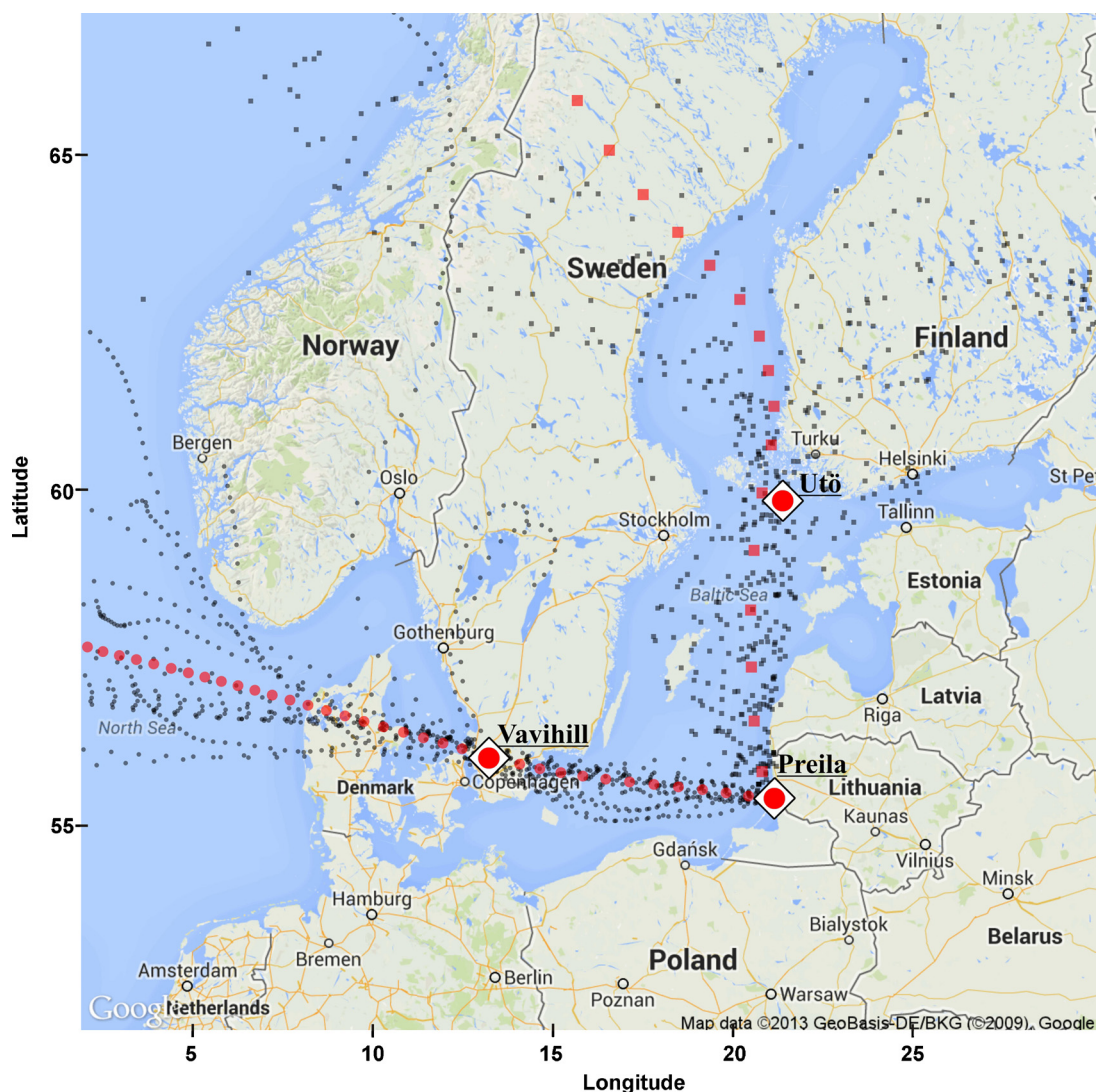 65
Sweden
Norway
Finland
Bergen
Turku
Helsinki
Oslo
Utö
St Pe
60
Latitude
Stockholm
Tallinn
Estonia
Baltic Sea
Gothenburg
Latvia
Riga
North Sea
Vavihill
Preila
Copenhagen
Denmark
Lithuania
Kaunas
55
Gdańsk
Vilnius
Minsk
Hamburg
Bialystok
Belarus
Bremen
Poland
Amsterdam
Berlin
Poznan
Warsaw
Google
Netherlands
Map data ©2013 GeoBasis-DE/BKG (©2009), Google
5
10
15
20
25
Longitude